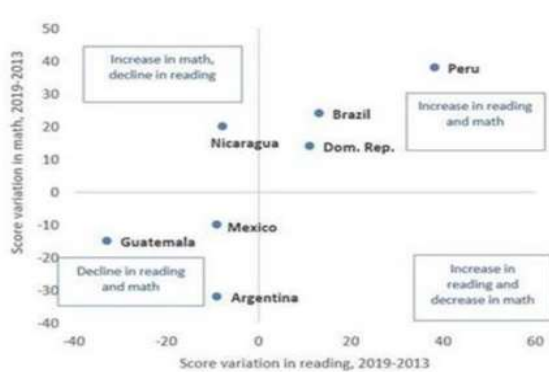 50
40
30
20
10
0
-10
-20
-30
-40
Score variation in math, 2019-2013
Increase in math,
decline in reading
Peru
Increase in reading
and math
Brazil
Nicaragua
Dom. Rep.
Mexico
Guatemala
Decline in reading
and math
Argentina
Increase in
reading and
decrease in math
-40
-20
0
20
40
60
Score variation in reading, 2019-2013